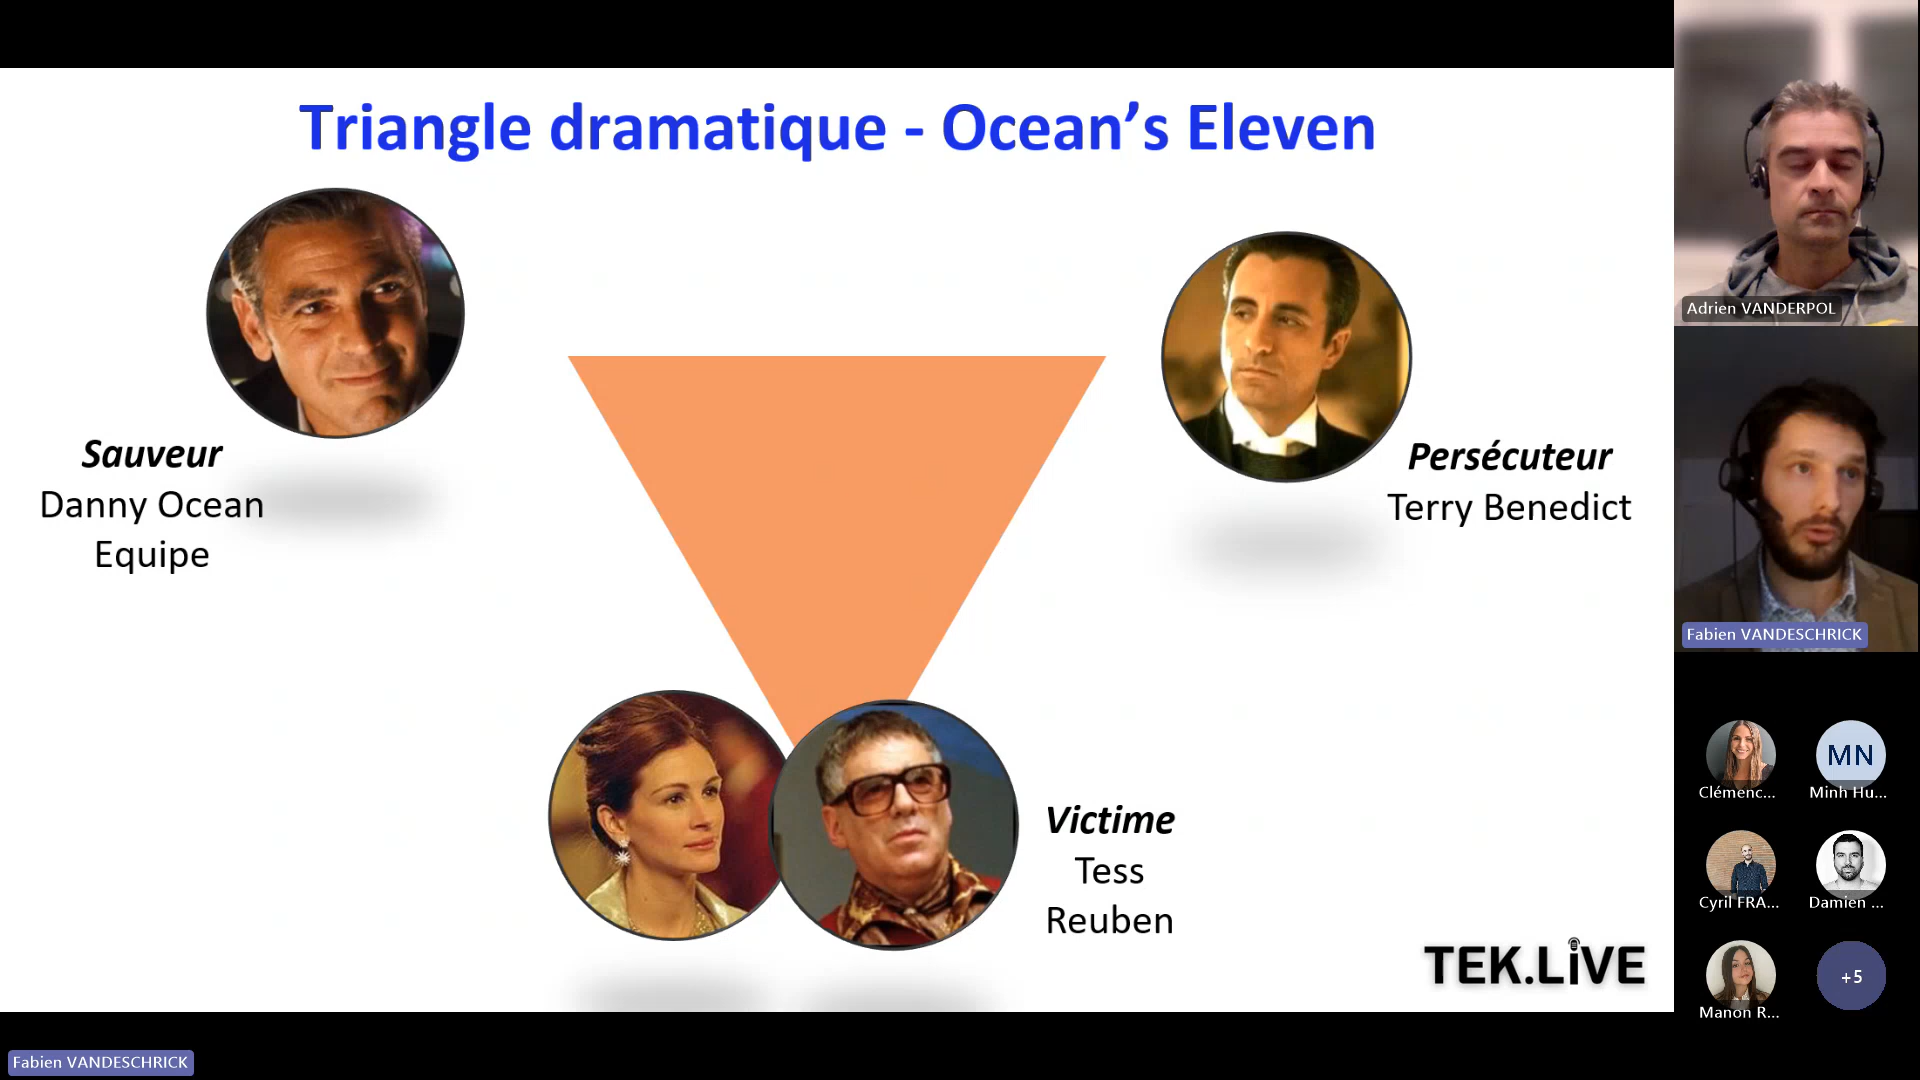 Triangle dramatique - Ocean’s Eleven
Sauveur
Danny Ocean
Equipe
Persécuteur
Terry Benedict
Victime
Tess
Reuben
TEK.LiVE
Adrien VANDERPOL
Fabien VANDESCHRICK
MN
Clémenc...
Minh Hu...
Cyril FRA...
Damien ...
+5
Manon R...
Fabien VANDESCHRICK